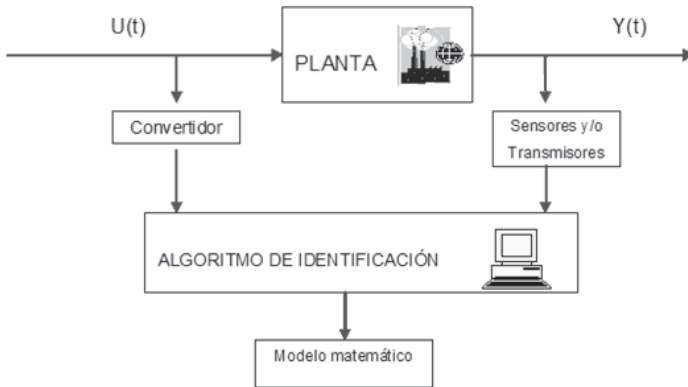 U(t)
Y(t)
PLANTA
Convertidor
Sensores y/o
Transmisores
ALGORITMO DE IDENTIFICACIÓN
Modelo matemático